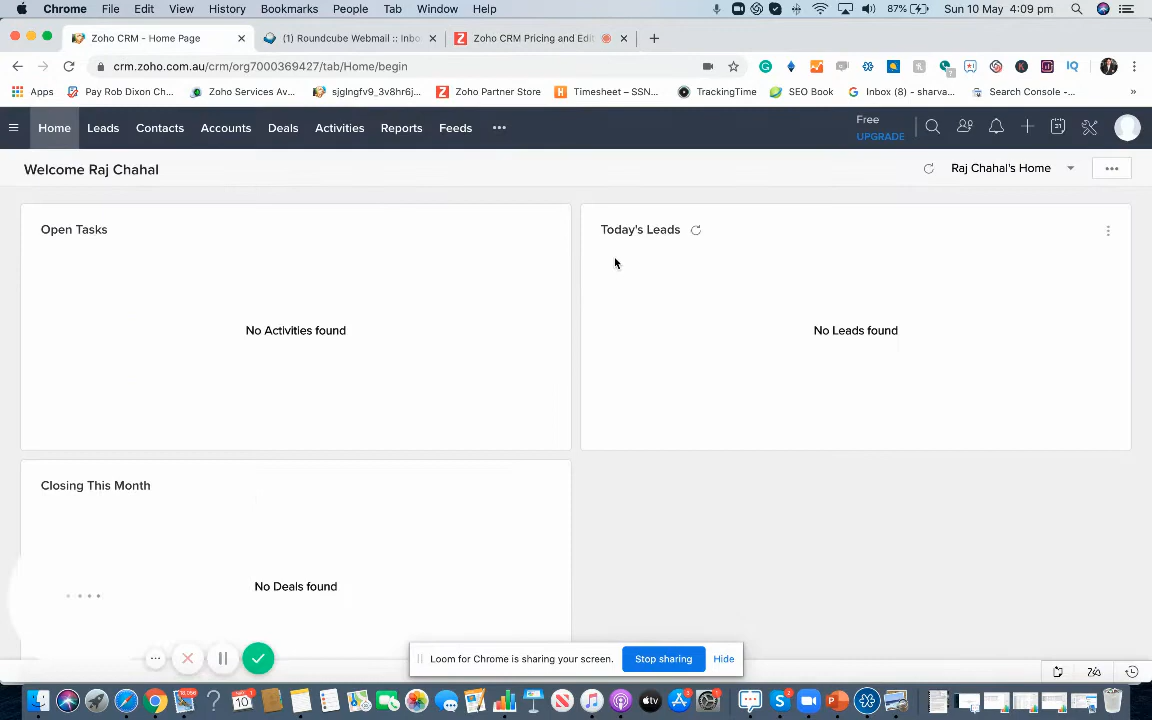 Chrome File Edit View History Bookmarks People Tab Window Help 87% Sun 10 May 4:09 pm
Zoho CRM - Home Page (1) Roundcube Webmail :: Inbo Zoho CRM Pricing and Edit
crm.zoho.com.au/crm/org7000369427/tab/Home/begin
Apps Pay Rob Dixon Ch... Zoho Services Av... sjglngfv9_3v8hr6j... Zoho Partner Store Timesheet – SSN... TrackingTime SEO Book Inbox (8) - sharva... Search Console -... »
Home Leads Contacts Accounts Deals Activities Reports Feeds Free
UPGRADE
Welcome Raj Chahal Raj Chahal's Home
Open Tasks Today's Leads
No Activities found No Leads found
Closing This Month
No Deals found
Loom for Chrome is sharing your screen. Stop sharing Hide